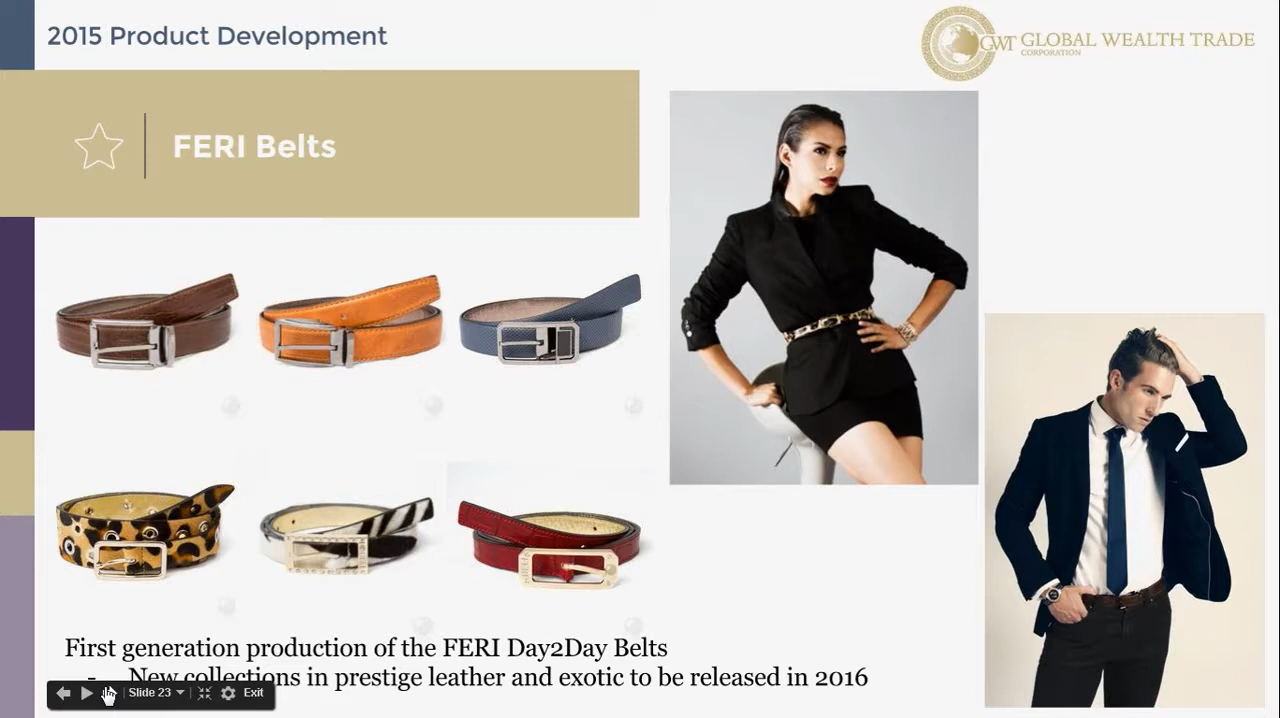 2015 Product Development
GWT GLOBAL WEALTH TRADE
CORPORATION
FERI Belts
First generation production of the FERI Day2Day Belts
- New collections in prestige leather and exotic to be released in 2016
Slide 23
Exit